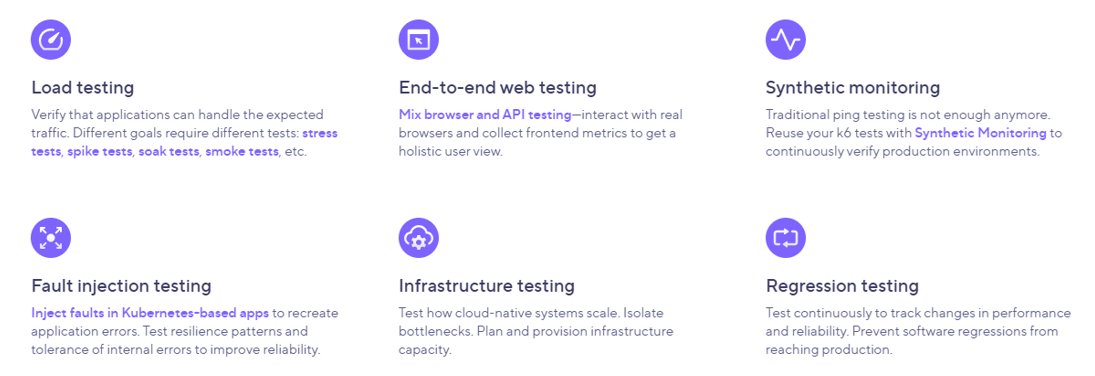 Load testing
Verify that applications can handle the expected
traffic. Different goals require different tests: stress
tests, spike tests, soak tests, smoke tests, etc.
End-to-end web testing
Mix browser and API testing—interact with real
browsers and collect frontend metrics to get a
holistic user view.
Synthetic monitoring
Traditional ping testing is not enough anymore.
Reuse your k6 tests with Synthetic Monitoring to
continuously verify production environments.
Fault injection testing
Inject faults in Kubernetes-based apps to recreate
application errors. Test resilience patterns and
tolerance of internal errors to improve reliability.
Infrastructure testing
Test how cloud-native systems scale. Isolate
bottlenecks. Plan and provision infrastructure
capacity.
Regression testing
Test continuously to track changes in performance
and reliability. Prevent software regressions from
reaching production.